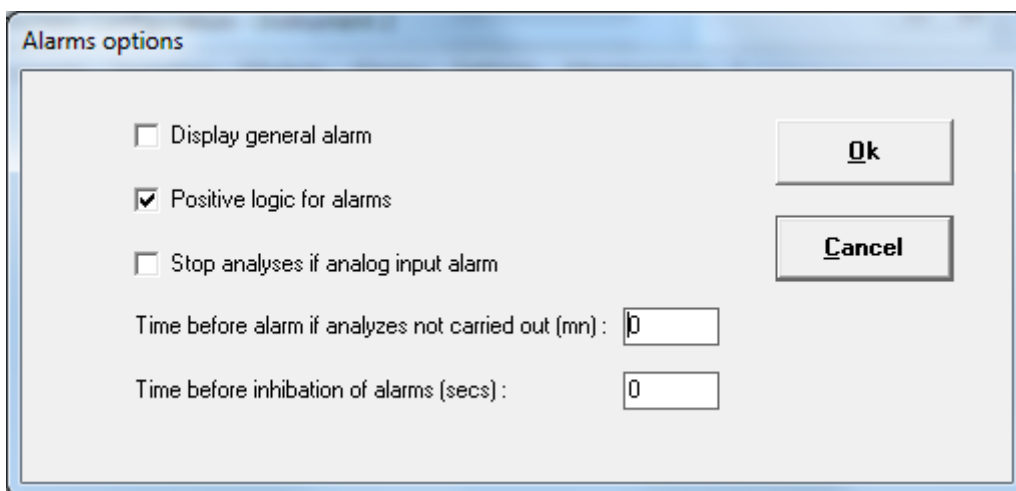 Alarms options
Display general alarm
Ok
Positive logic for alarms
Cancel
Stop analyses if analog input alarm
Time before alarm if analyzes not carried out (mn) : 0
Time before inhibation of alarms (secs) : 0